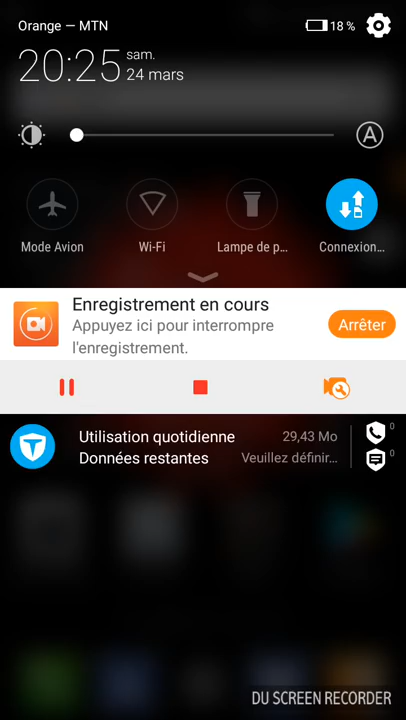 Orange — MTN
18 %
20:25
sam.
24 mars
A
Mode Avion
Wi-Fi
Lampe de p...
Connexion...
Enregistrement en cours
Appuyez ici pour interrompre
l'enregistrement.
Arrêter
Utilisation quotidienne
29,43 Mo
0
Données restantes
Veuillez définir...
0
DU SCREEN RECORDER